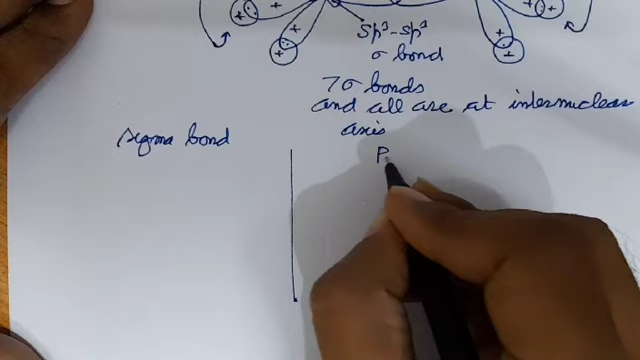 + + + +
+ +
+ +
Sp³-Sp³
σ bond
7σ bonds
and all are at internuclear
axis
Sigma bond
P